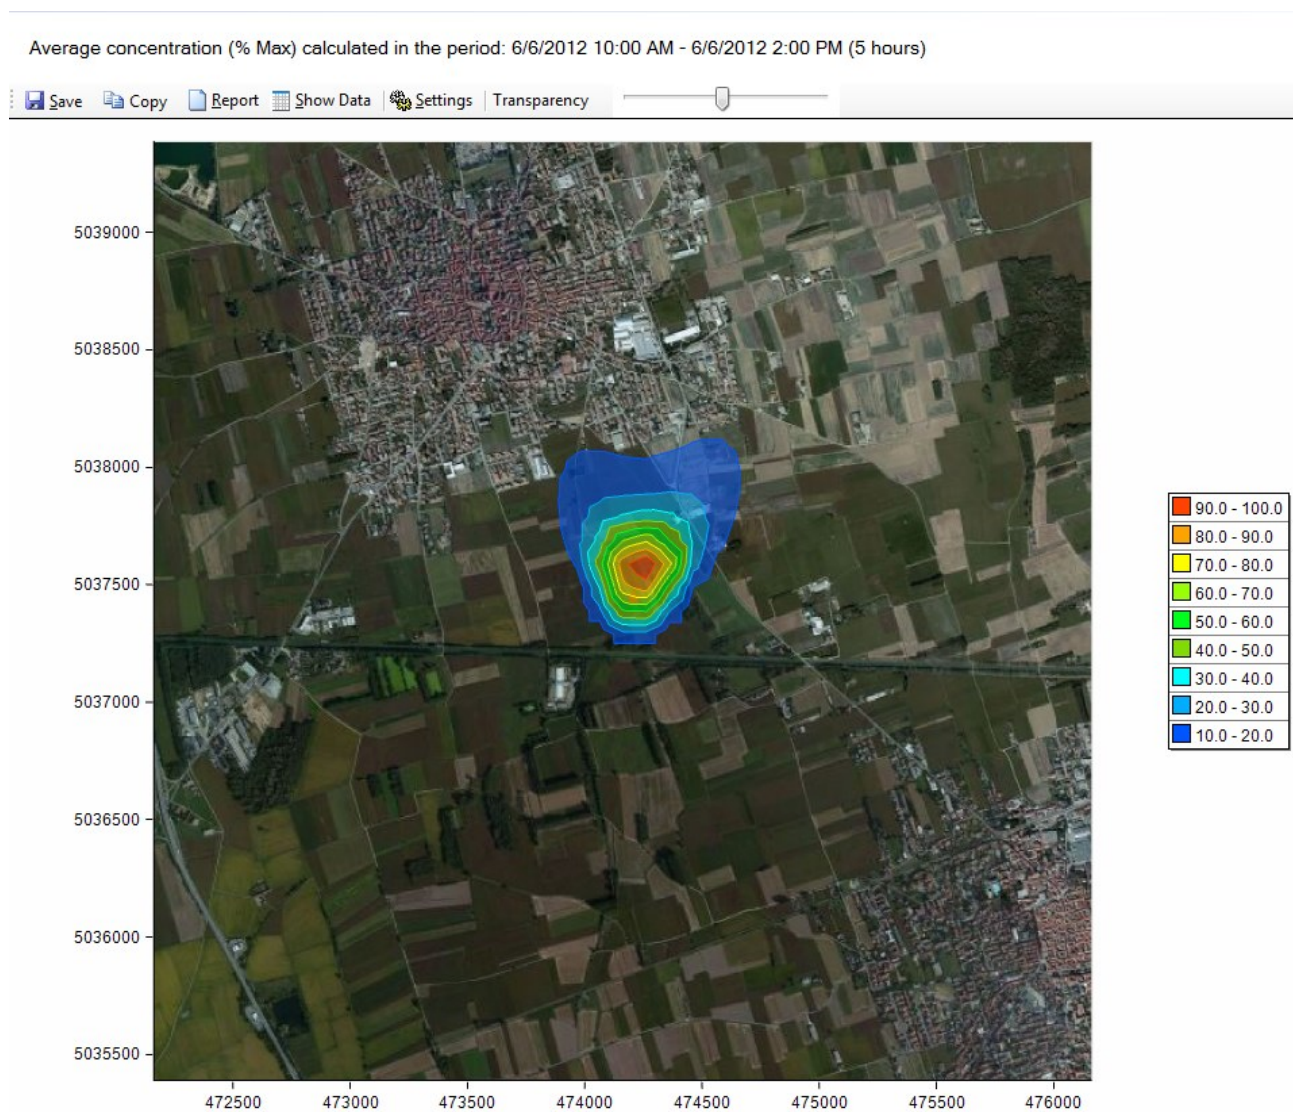 Average concentration (% Max) calculated in the period: 6/6/2012 10:00 AM - 6/6/2012 2:00 PM (5 hours)
Save Copy Report Show Data Settings Transparency
5039000
5038500
5038000
5037500
5037000
5036500
5036000
5035500
472500 473000 473500 474000 474500 475000 475500 476000
90.0 - 100.0
80.0 - 90.0
70.0 - 80.0
60.0 - 70.0
50.0 - 60.0
40.0 - 50.0
30.0 - 40.0
20.0 - 30.0
10.0 - 20.0